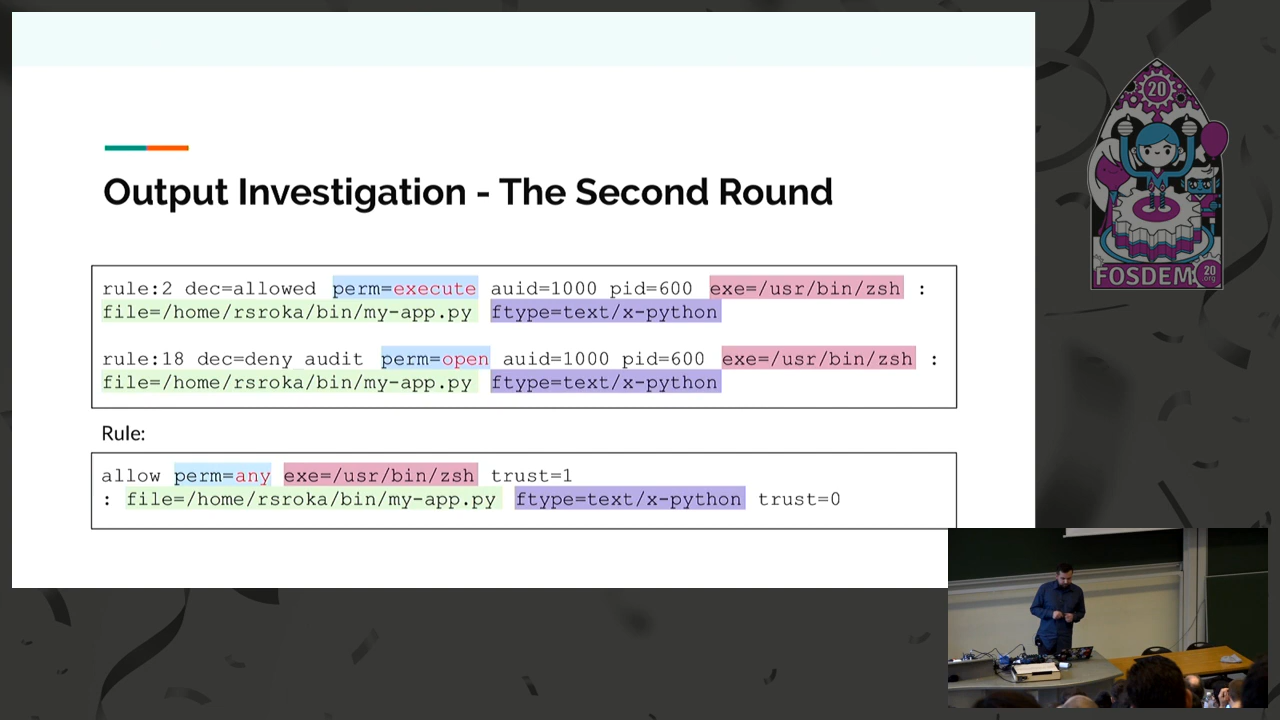 Output Investigation - The Second Round
rule:2 dec=allowed perm=execute auid=1000 pid=600 exe=/usr/bin/zsh :
file=/home/rsroka/bin/my-app.py ftype=text/x-python
rule:18 dec=deny_audit perm=open auid=1000 pid=600 exe=/usr/bin/zsh :
file=/home/rsroka/bin/my-app.py ftype=text/x-python
Rule:
allow perm=any exe=/usr/bin/zsh trust=1
: file=/home/rsroka/bin/my-app.py ftype=text/x-python trust=0
20
FOSDEM
20